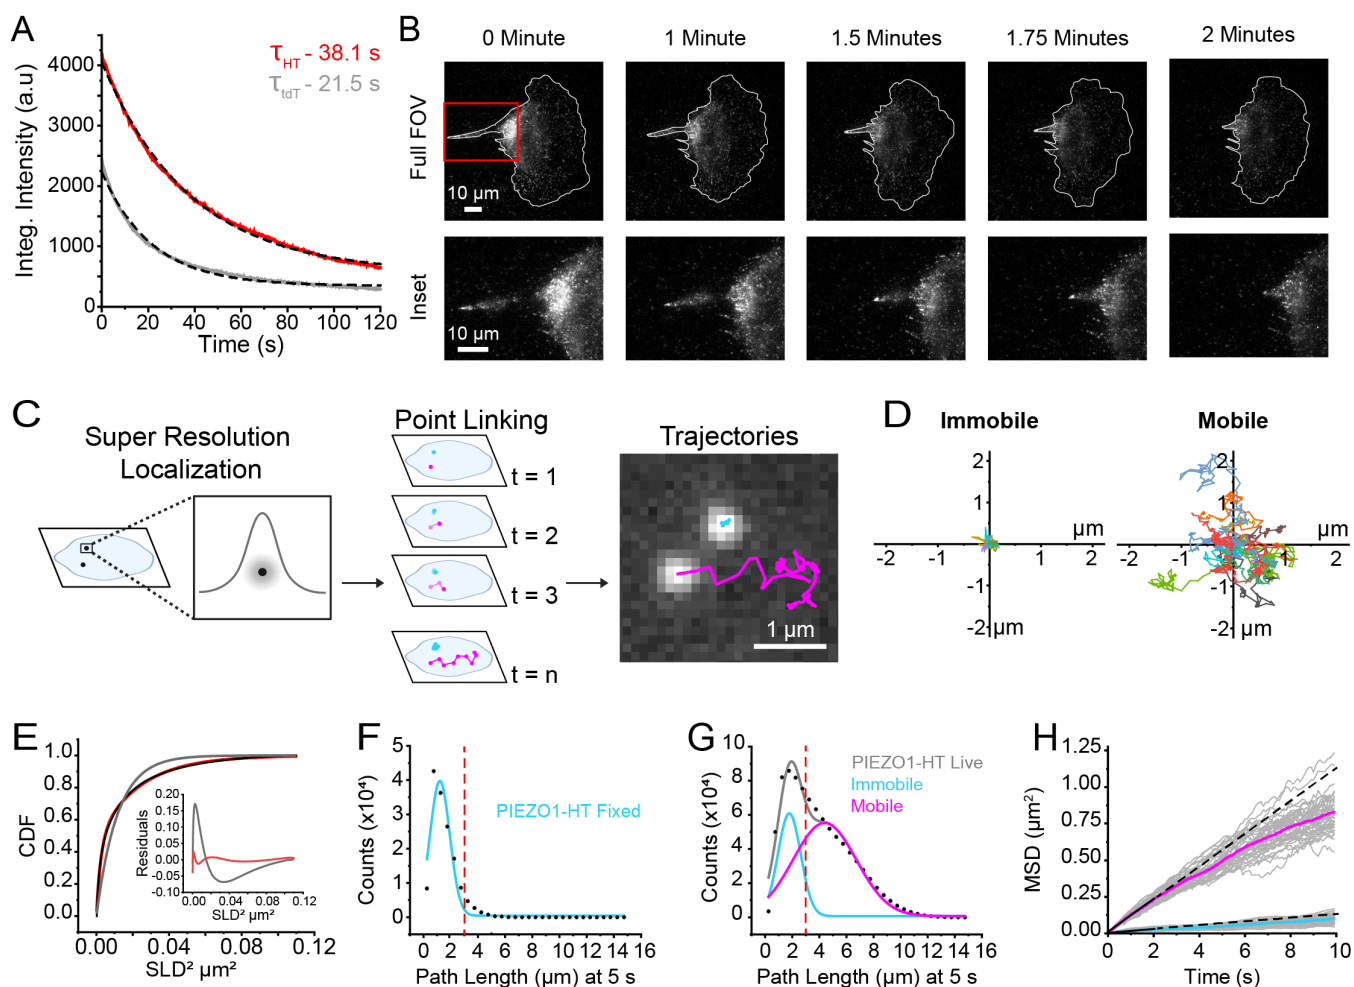 A
τHT - 38.1 s
τtdT - 21.5 s
4000
3000
2000
1000
0
Integ. Intensity (a.u)
0 20 40 60 80 100 120
Time (s)
B
0 Minute
1 Minute
1.5 Minutes
1.75 Minutes
2 Minutes
Full FOV
10 µm
Inset
10 µm
C
Super Resolution
Localization
Point Linking
t = 1
t = 2
t = 3
t = n
Trajectories
1 µm
D
Immobile
2
1
µm
-2 -1 1 2
-1
-2 µm
Mobile
2
1
µm
-2 -1 1 2
-1
-2 µm
E
1.0
0.8
0.6
0.4
0.2
0.0
CDF
0.20
0.15
0.10
0.05
0.00
-0.05
-0.10
Residuals
0.00 0.04 0.08 0.12
SLD² µm²
0.00 0.04 0.08 0.12
SLD² µm²
F
5
4
3
2
1
0
Counts (x10⁴)
PIEZO1-HT Fixed
0 2 4 6 8 10 12 14 16
Path Length (µm) at 5 s
G
10
8
6
4
2
0
Counts (x10⁴)
PIEZO1-HT Live
Immobile
Mobile
0 2 4 6 8 10 12 14 16
Path Length (µm) at 5 s
H
1.25
1.00
0.75
0.50
0.25
0.00
MSD (µm²)
0 2 4 6 8 10
Time (s)